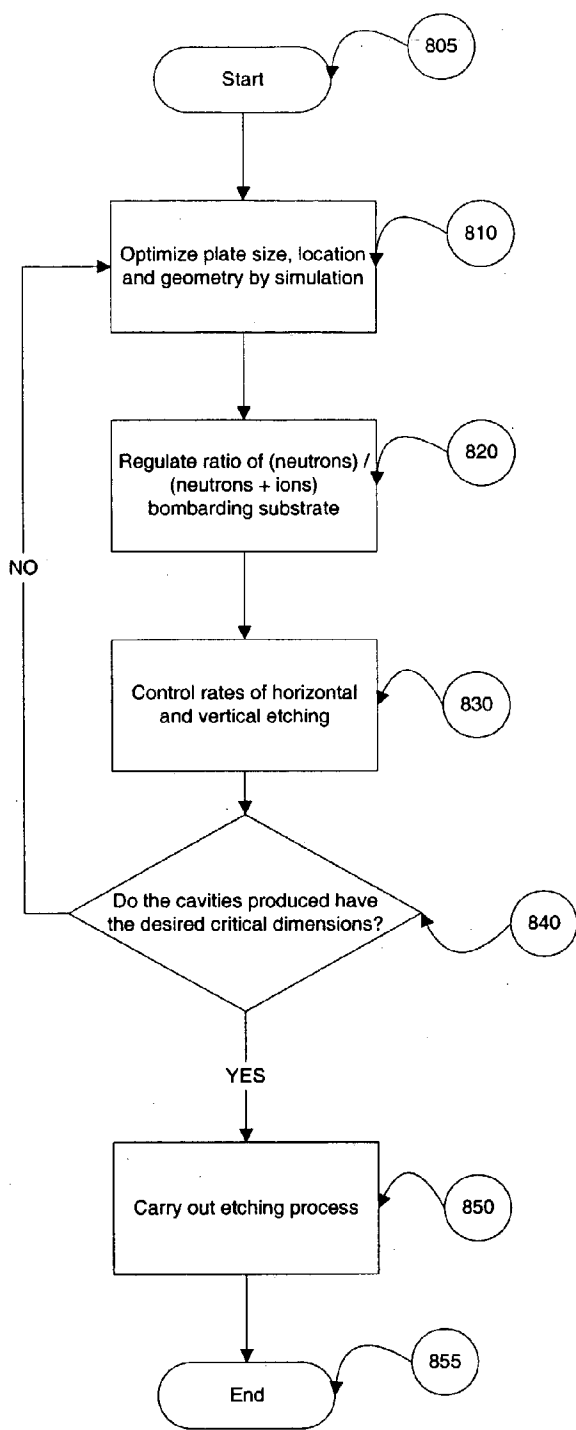 805
Start
810
Optimize plate size, location
and geometry by simulation
820
Regulate ratio of (neutrons) /
(neutrons + ions)
bombarding substrate
NO
830
Control rates of horizontal
and vertical etching
Do the cavities produced have
the desired critical dimensions?
840
YES
850
Carry out etching process
855
End